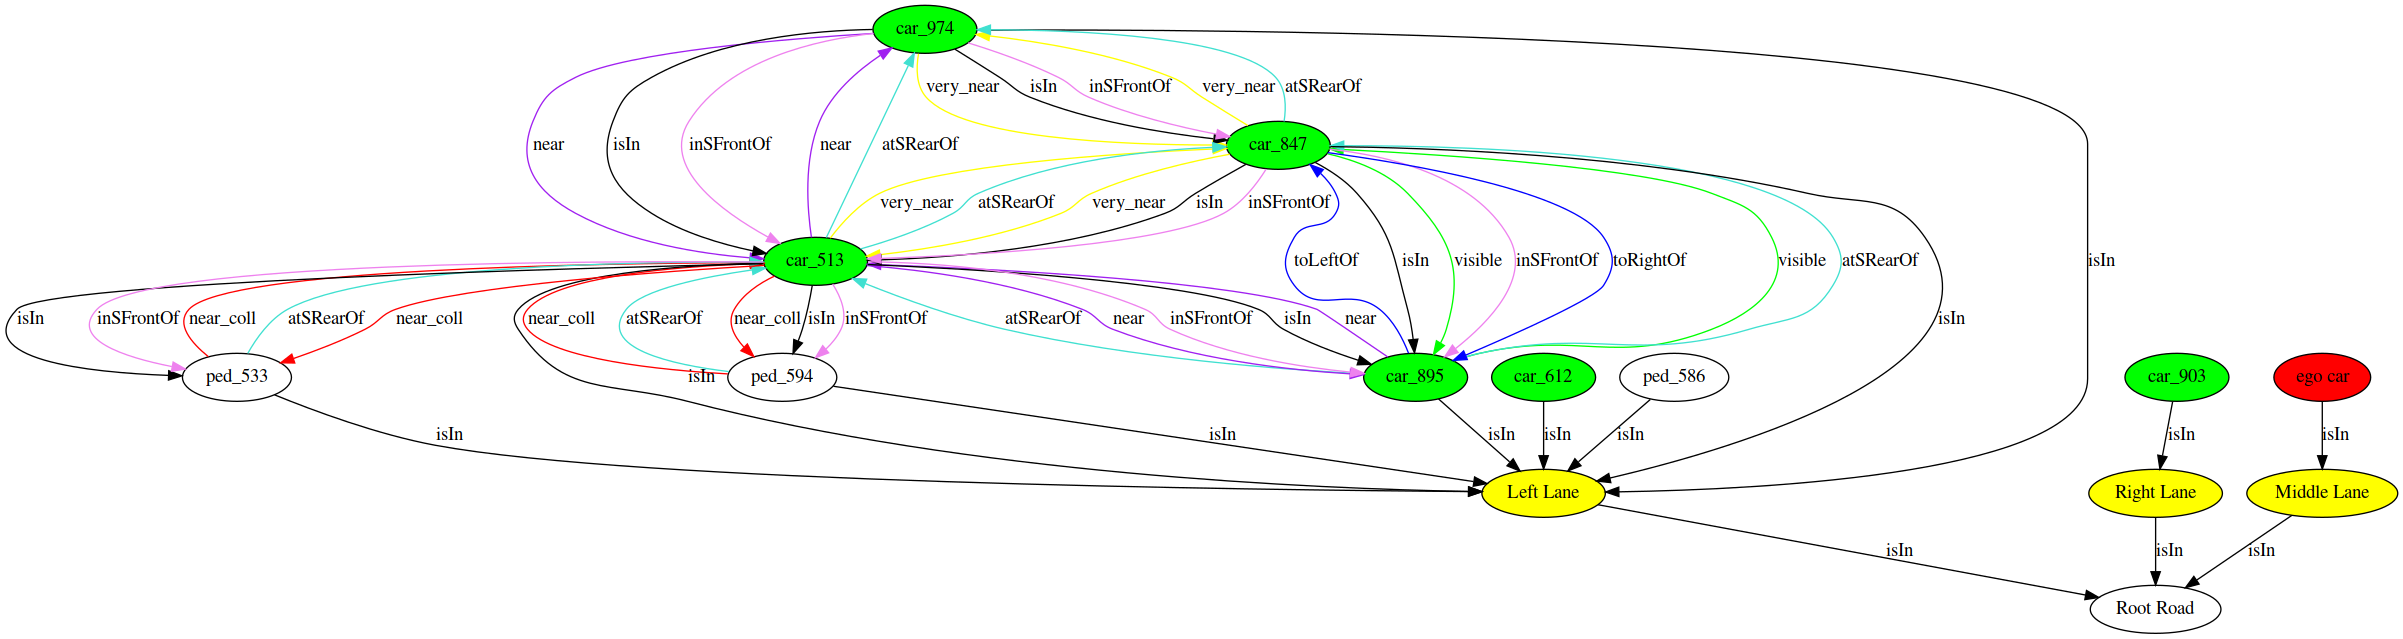 car_974
very_near isIn inSFrontOf very_near atSRearOf
near isIn inSFrontOf near atSRearOf
car_847
very_near atSRearOf very_near isIn inSFrontOf
car_513
toLeftOf isIn visible inSFrontOf toRightOf visible atSRearOf isIn
isIn inSFrontOf near_coll atSRearOf near_coll near_coll atSRearOf near_coll isIn inSFrontOf atSRearOf near inSFrontOf isIn near isIn
ped_533 isIn ped_594 car_895 car_612 ped_586 car_903 ego car
isIn isIn isIn isIn isIn isIn isIn
Left Lane Right Lane Middle Lane
isIn isIn isIn
Root Road